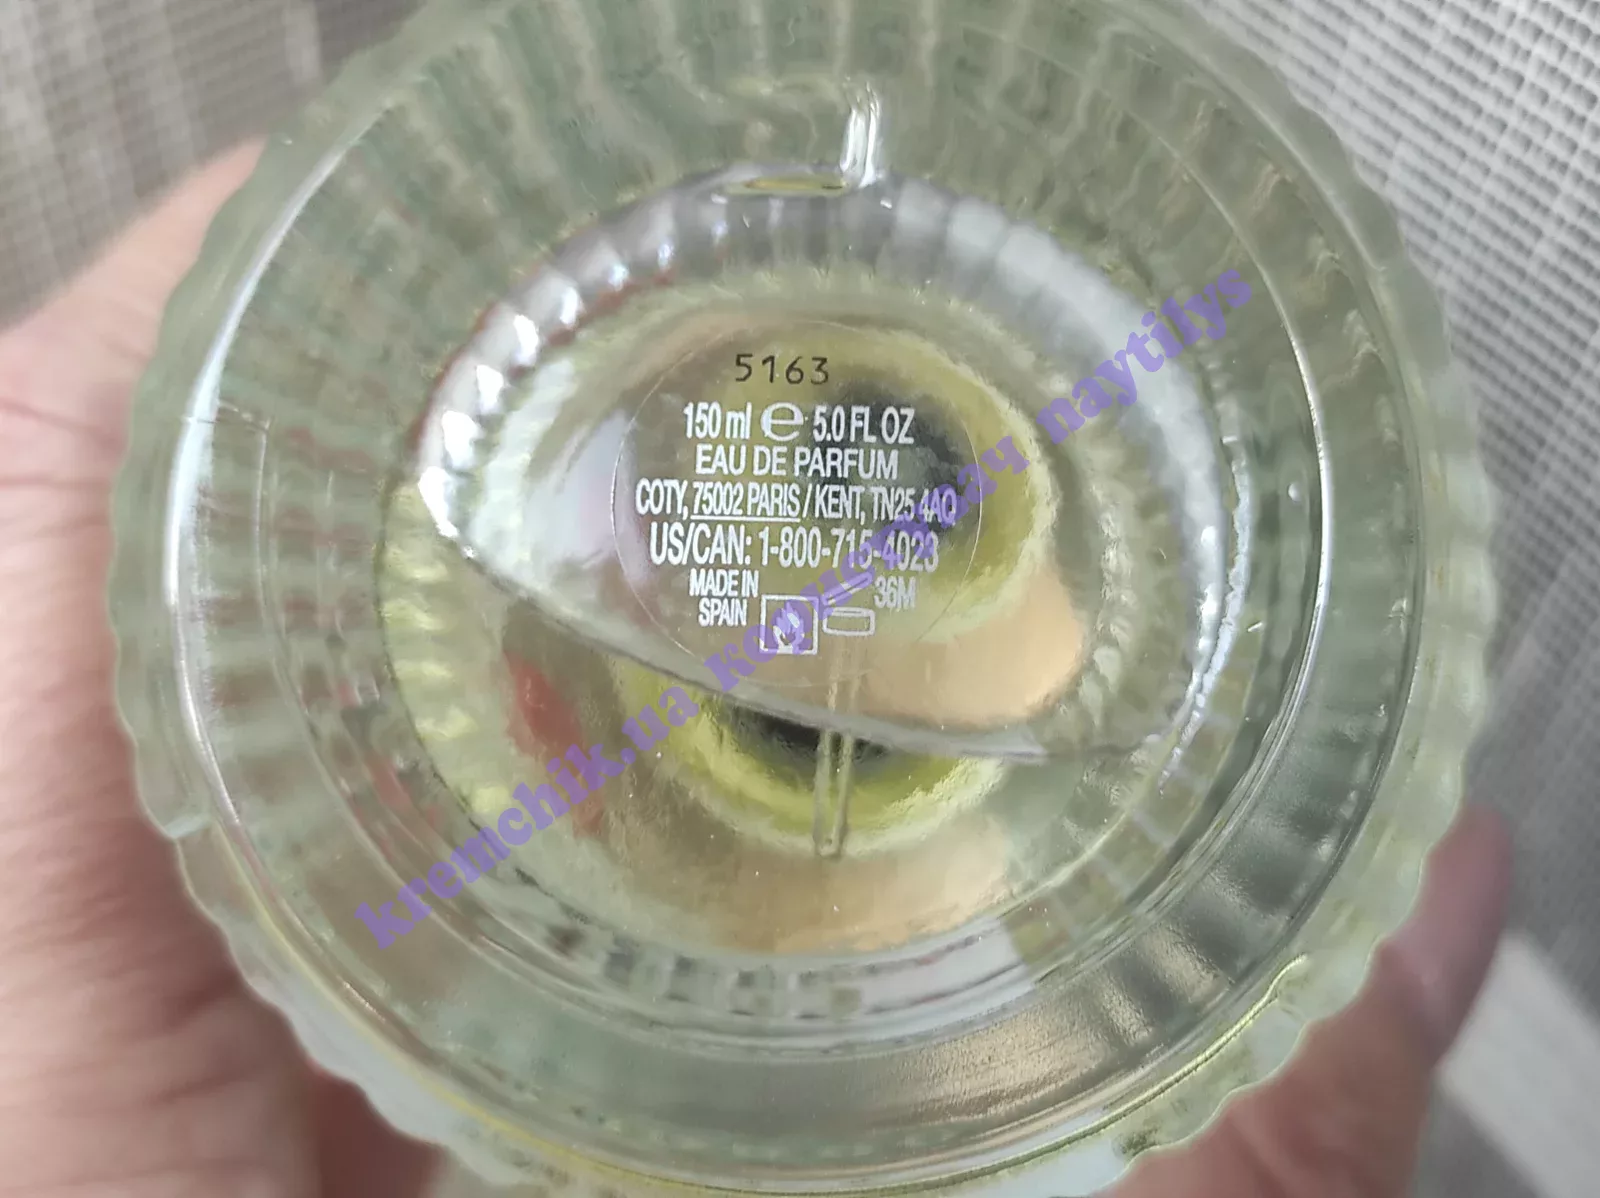 5163
150 ml e 5.0 FL OZ
EAU DE PARFUM
COTY, 75002 PARIS / KENT, TN25 4AQ
US/CAN: 1-800-715-4023
MADE IN
SPAIN
36M
kremchik.ua maytilys